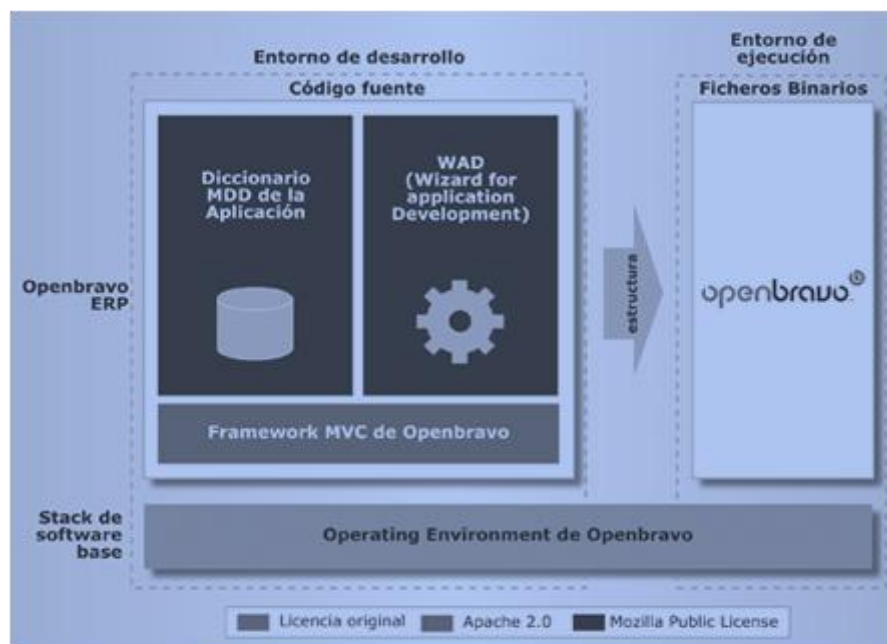 Entorno de desarrollo
Entorno de
ejecución
Código fuente
Ficheros Binarios
Diccionario
MDD de la
Aplicación
WAD
(Wizard for
application
Development)
Openbravo
ERP
estructura
openbravo
Framework MVC de Openbravo
Stack de
software
base
Operating Environment de Openbravo
Licencia original
Apache 2.0
Mozilla Public License